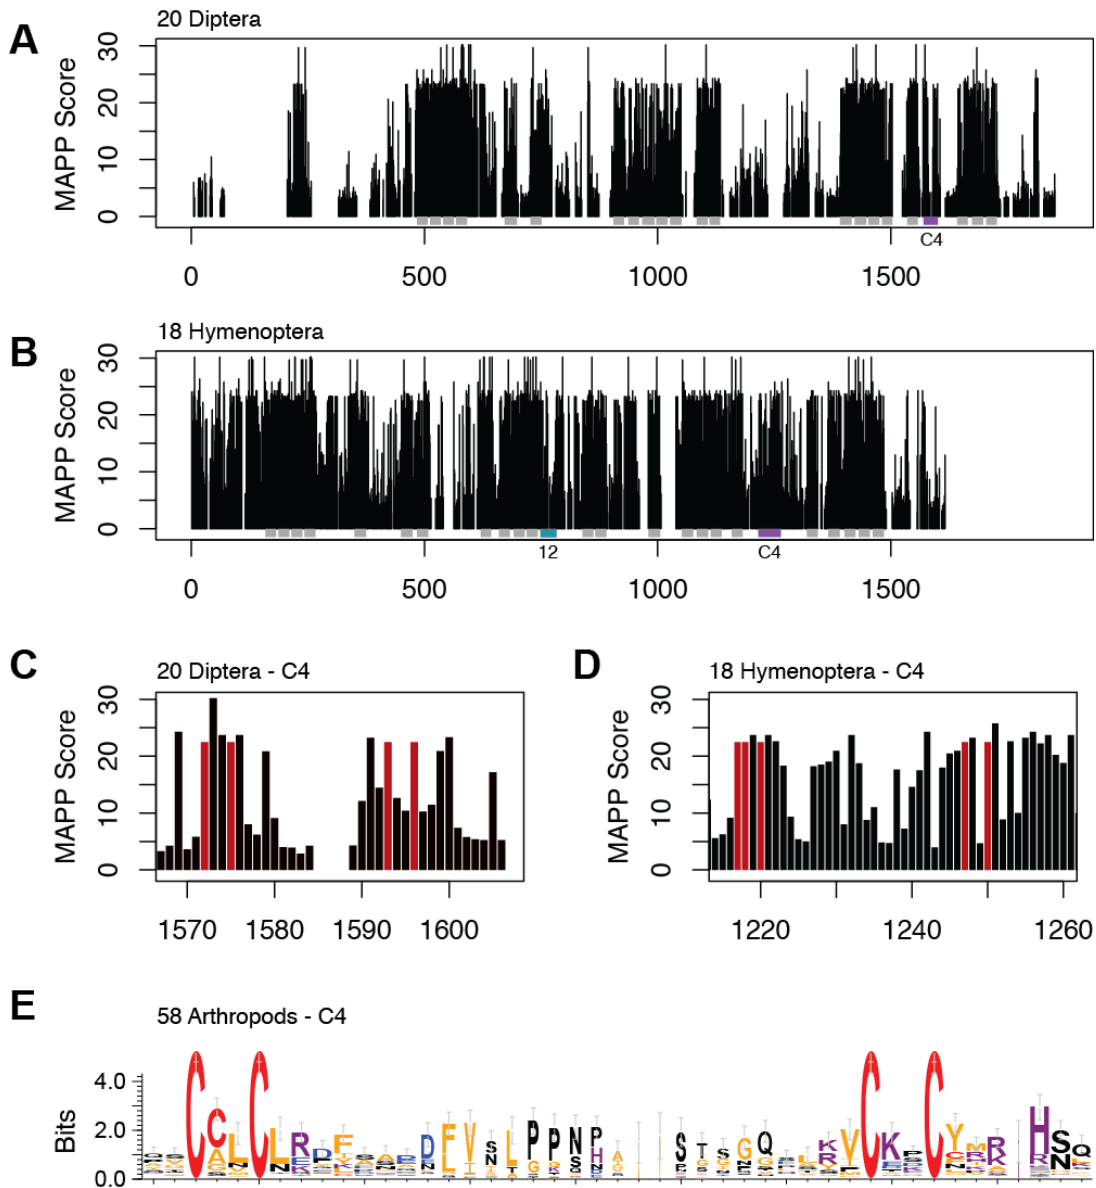 A
20 Diptera
MAPP Score
0 10 20 30
C4
0 500 1000 1500
B
18 Hymenoptera
MAPP Score
0 10 20 30
12 C4
0 500 1000 1500
C
20 Diptera - C4
MAPP Score
0 10 20 30
1570 1580 1590 1600
D
18 Hymenoptera - C4
MAPP Score
0 10 20 30
1220 1240 1260
E
58 Arthropods - C4
Bits
4.0
2.0
0.0